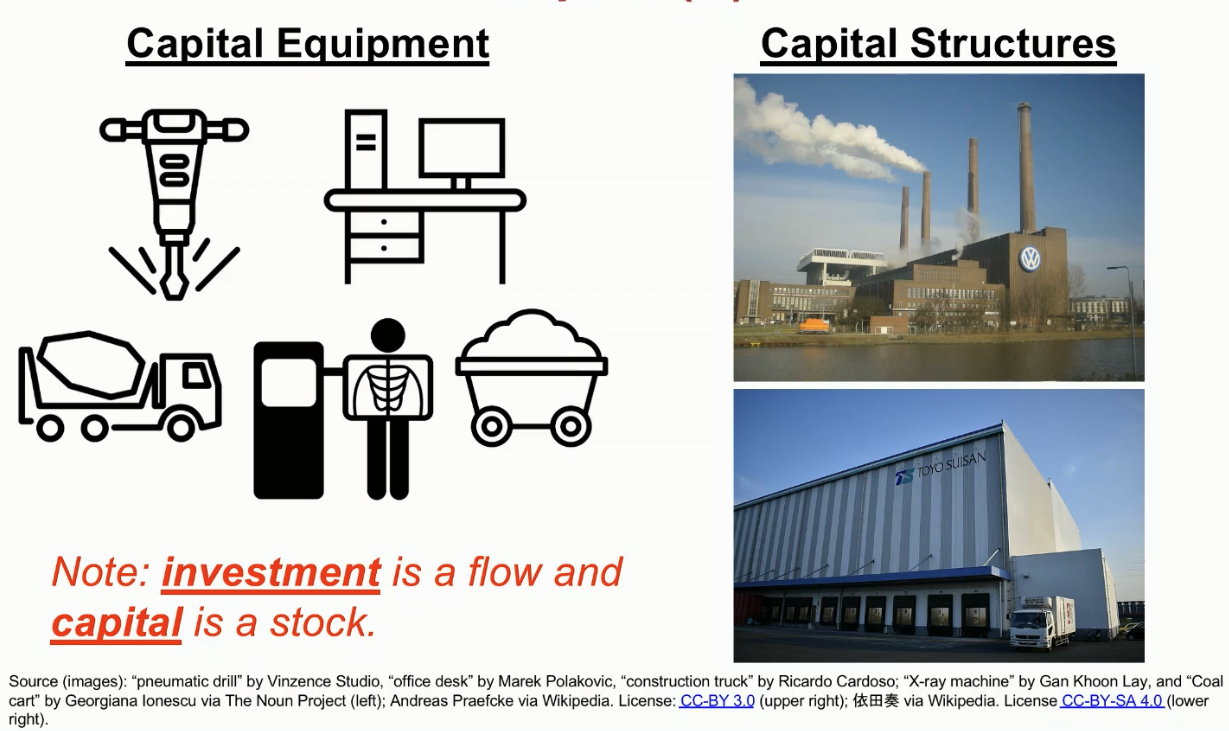 Capital Equipment
Capital Structures
TOYO SUISAN
Note: investment is a flow and
capital is a stock.
Source (images): “pneumatic drill” by Vinzence Studio, “office desk” by Marek Polakovic, “construction truck” by Ricardo Cardoso; “X-ray machine” by Gan Khoon Lay, and “Coal
cart” by Georgiana Ionescu via The Noun Project (left); Andreas Praefcke via Wikipedia. License: CC-BY 3.0 (upper right); 依田奏 via Wikipedia. License CC-BY-SA 4.0 (lower
right).